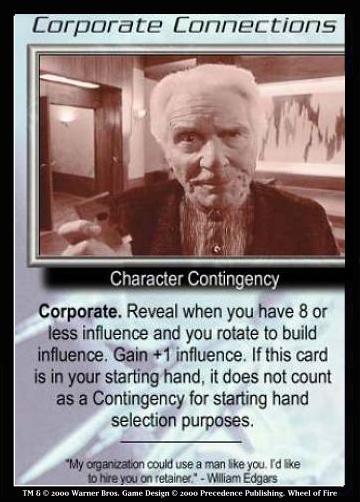 Corporate Connections
Character Contingency
Corporate. Reveal when you have 8 or
less influence and you rotate to build
influence. Gain +1 influence. If this card
is in your starting hand, it does not count
as a Contingency for starting hand
selection purposes.
"My organization could use a man like you. I'd like
to hire you on retainer." - William Edgars
TM & © 2000 Warner Bros. Game Design © 2000 Precedence Publishing. Wheel of Fire